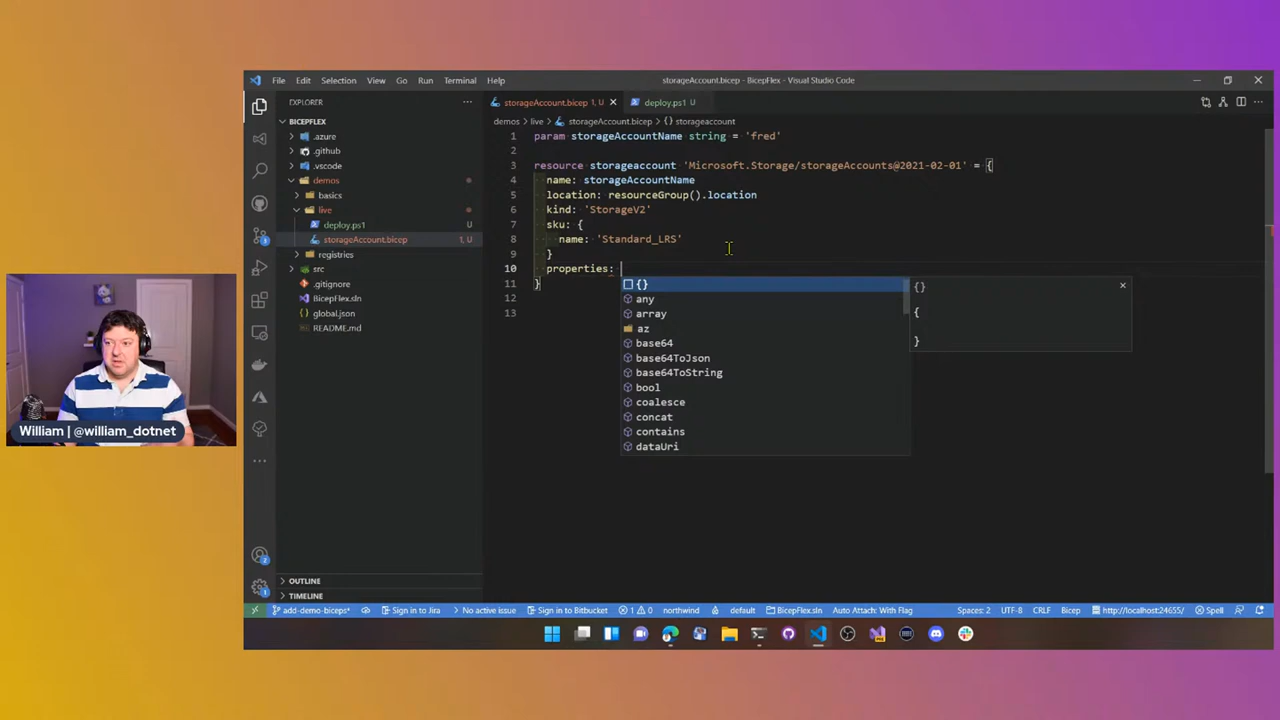 File Edit Selection View Go Run Terminal Help
storageAccount.bicep - BicepFlex - Visual Studio Code
EXPLORER
storageAccount.bicep 1, U
deploy.ps1 U
BICEPFLEX
demos > live > storageAccount.bicep > {} storageaccount
.azure
.github
.vscode
demos
basics
live
deploy.ps1 U
storageAccount.bicep 1, U
registries
src
.gitignore
BicepFlex.sln
global.json
README.md
1 param storageAccountName string = 'fred'
2
3 resource storageaccount 'Microsoft.Storage/storageAccounts@2021-02-01' = {
4 name: storageAccountName
5 location: resourceGroup().location
6 kind: 'StorageV2'
7 sku: {
8 name: 'Standard_LRS'
9 }
10 properties:
11 }
12
13
{}
any
array
az
base64
base64ToJson
base64ToString
bool
coalesce
concat
contains
dataUri
{}
{
}
William | @william_dotnet
OUTLINE
TIMELINE
add-demo-biceps* Sign in to Jira No active issue Sign in to Bitbucket 1 0 northwind default BicepFlex.sln Auto Attach: With Flag Spaces: 2 UTF-8 CRLF Bicep http://localhost:24655/ Spell